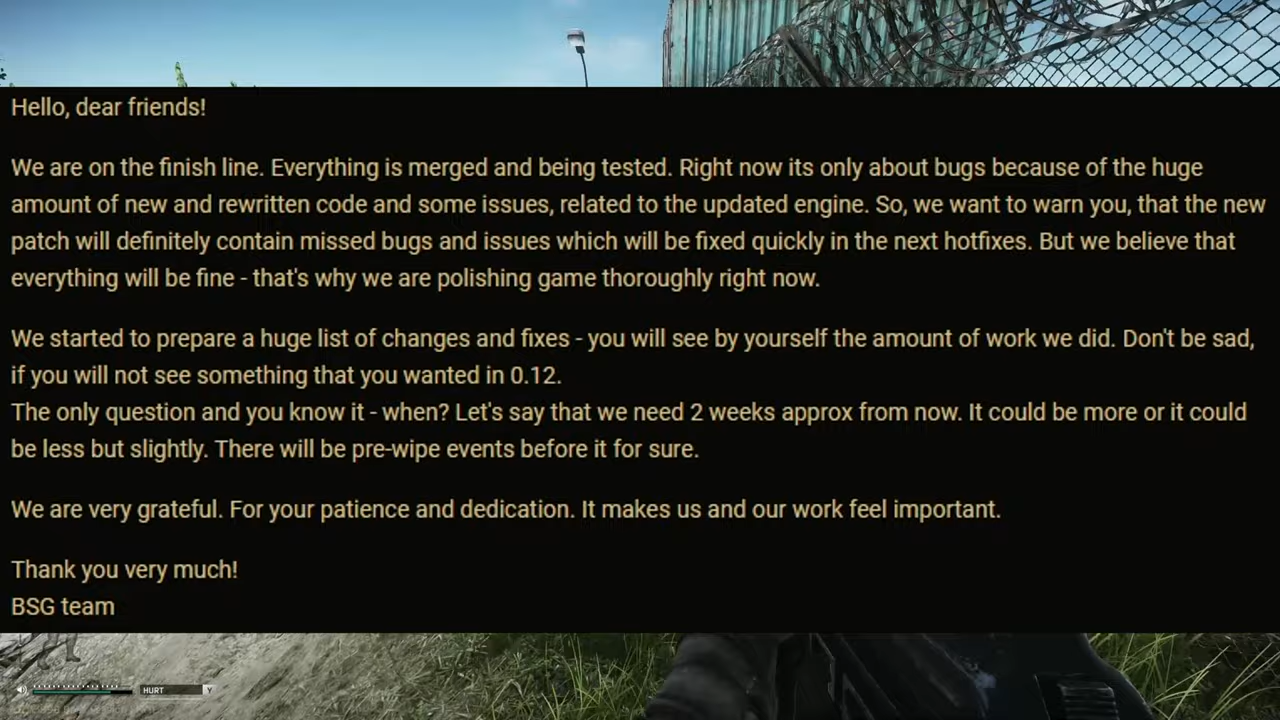 Hello, dear friends!
We are on the finish line. Everything is merged and being tested. Right now its only about bugs because of the huge
amount of new and rewritten code and some issues, related to the updated engine. So, we want to warn you, that the new
patch will definitely contain missed bugs and issues which will be fixed quickly in the next hotfixes. But we believe that
everything will be fine - that's why we are polishing game thoroughly right now.
We started to prepare a huge list of changes and fixes - you will see by yourself the amount of work we did. Don't be sad,
if you will not see something that you wanted in 0.12.
The only question and you know it - when? Let's say that we need 2 weeks approx from now. It could be more or it could
be less but slightly. There will be pre-wipe events before it for sure.
We are very grateful. For your patience and dedication. It makes us and our work feel important.
Thank you very much!
BSG team
HURT Y